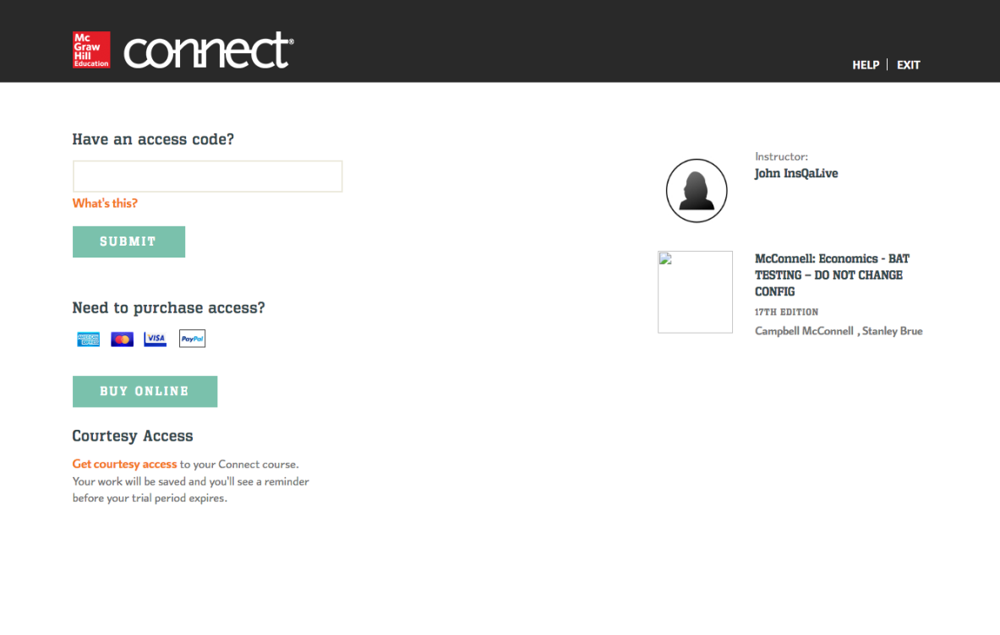 Mc
Graw
Hill
Education
connect®
HELP
EXIT
Have an access code?
What's this?
SUBMIT
Need to purchase access?
AMERICAN EXPRESS
VISA
PayPal
BUY ONLINE
Courtesy Access
Get courtesy access to your Connect course.
Your work will be saved and you'll see a reminder
before your trial period expires.
Instructor:
John InsQaLive
McConnell: Economics - BAT
TESTING – DO NOT CHANGE
CONFIG
17TH EDITION
Campbell McConnell , Stanley Brue